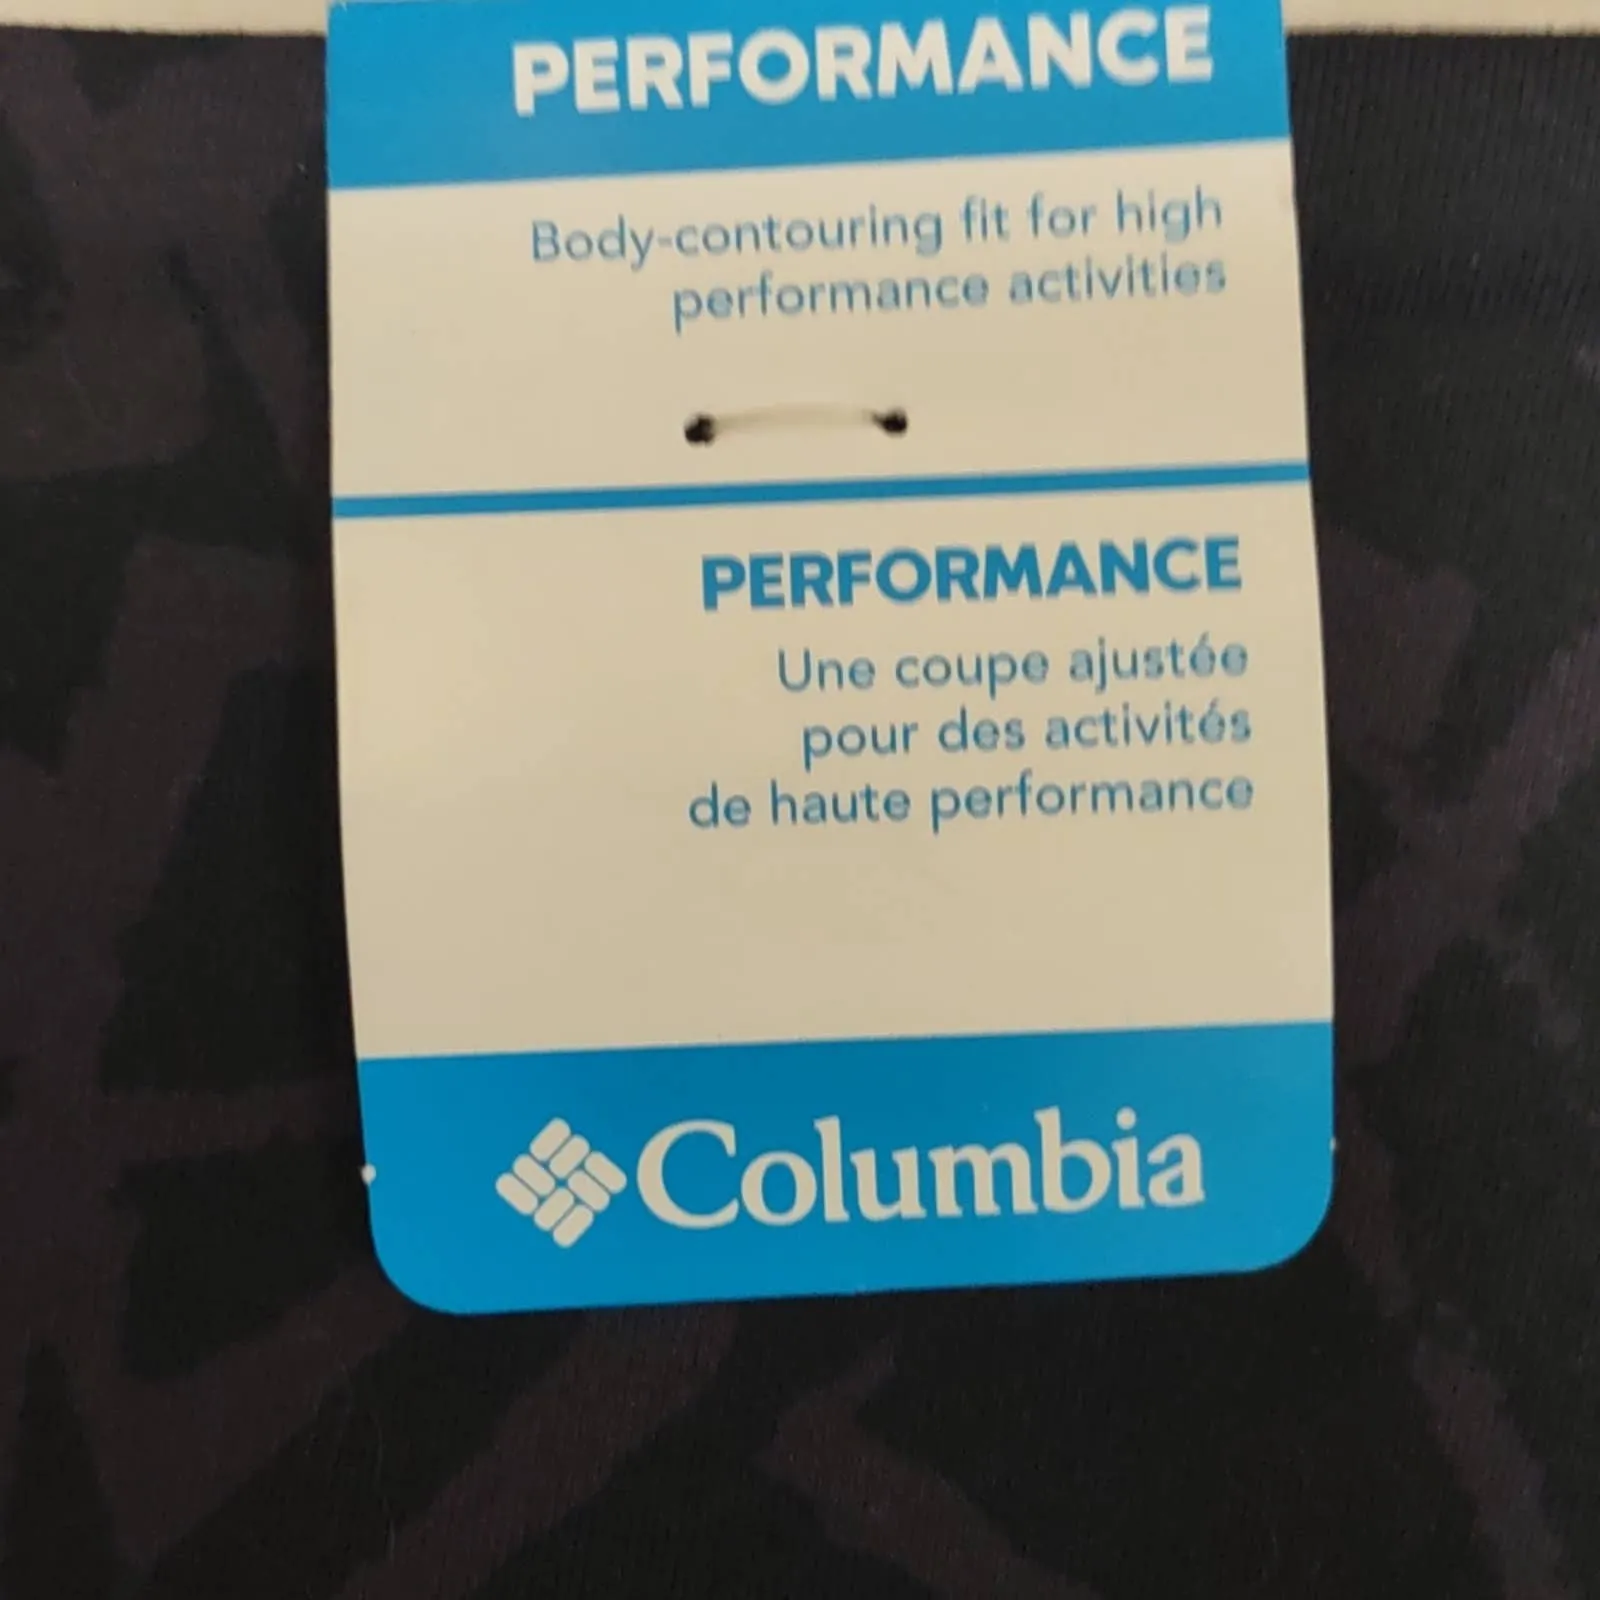 PERFORMANCE
Body-contouring fit for high
performance activities
PERFORMANCE
Une coupe ajustée
pour des activités
de haute performance
Columbia